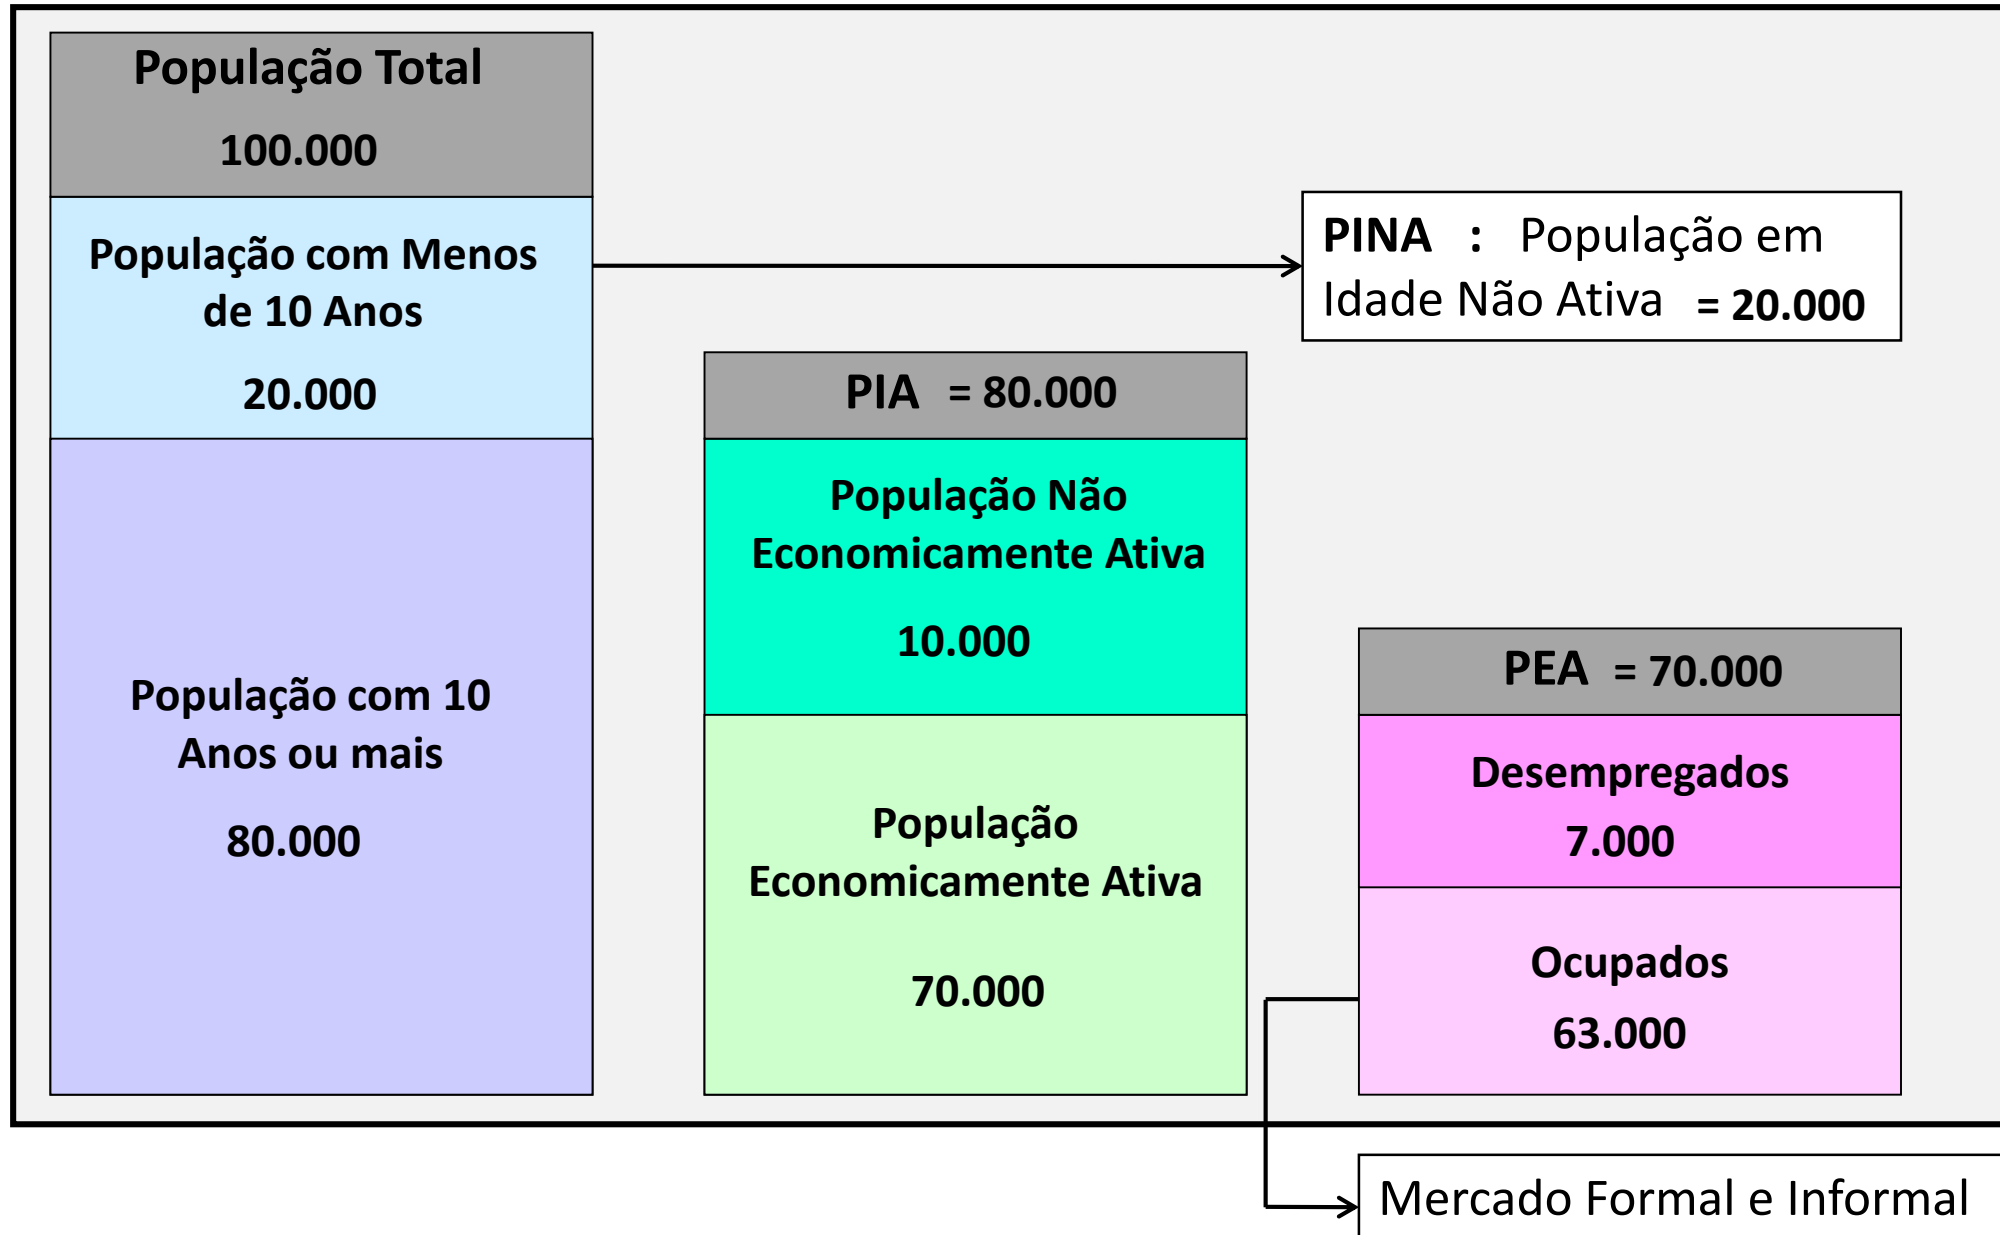 População Total
100.000
População com Menos
de 10 Anos
20.000
População com 10
Anos ou mais
80.000
PINA : População em
Idade Não Ativa = 20.000
PIA = 80.000
População Não
Economicamente Ativa
10.000
População
Economicamente Ativa
70.000
PEA = 70.000
Desempregados
7.000
Ocupados
63.000
Mercado Formal e Informal